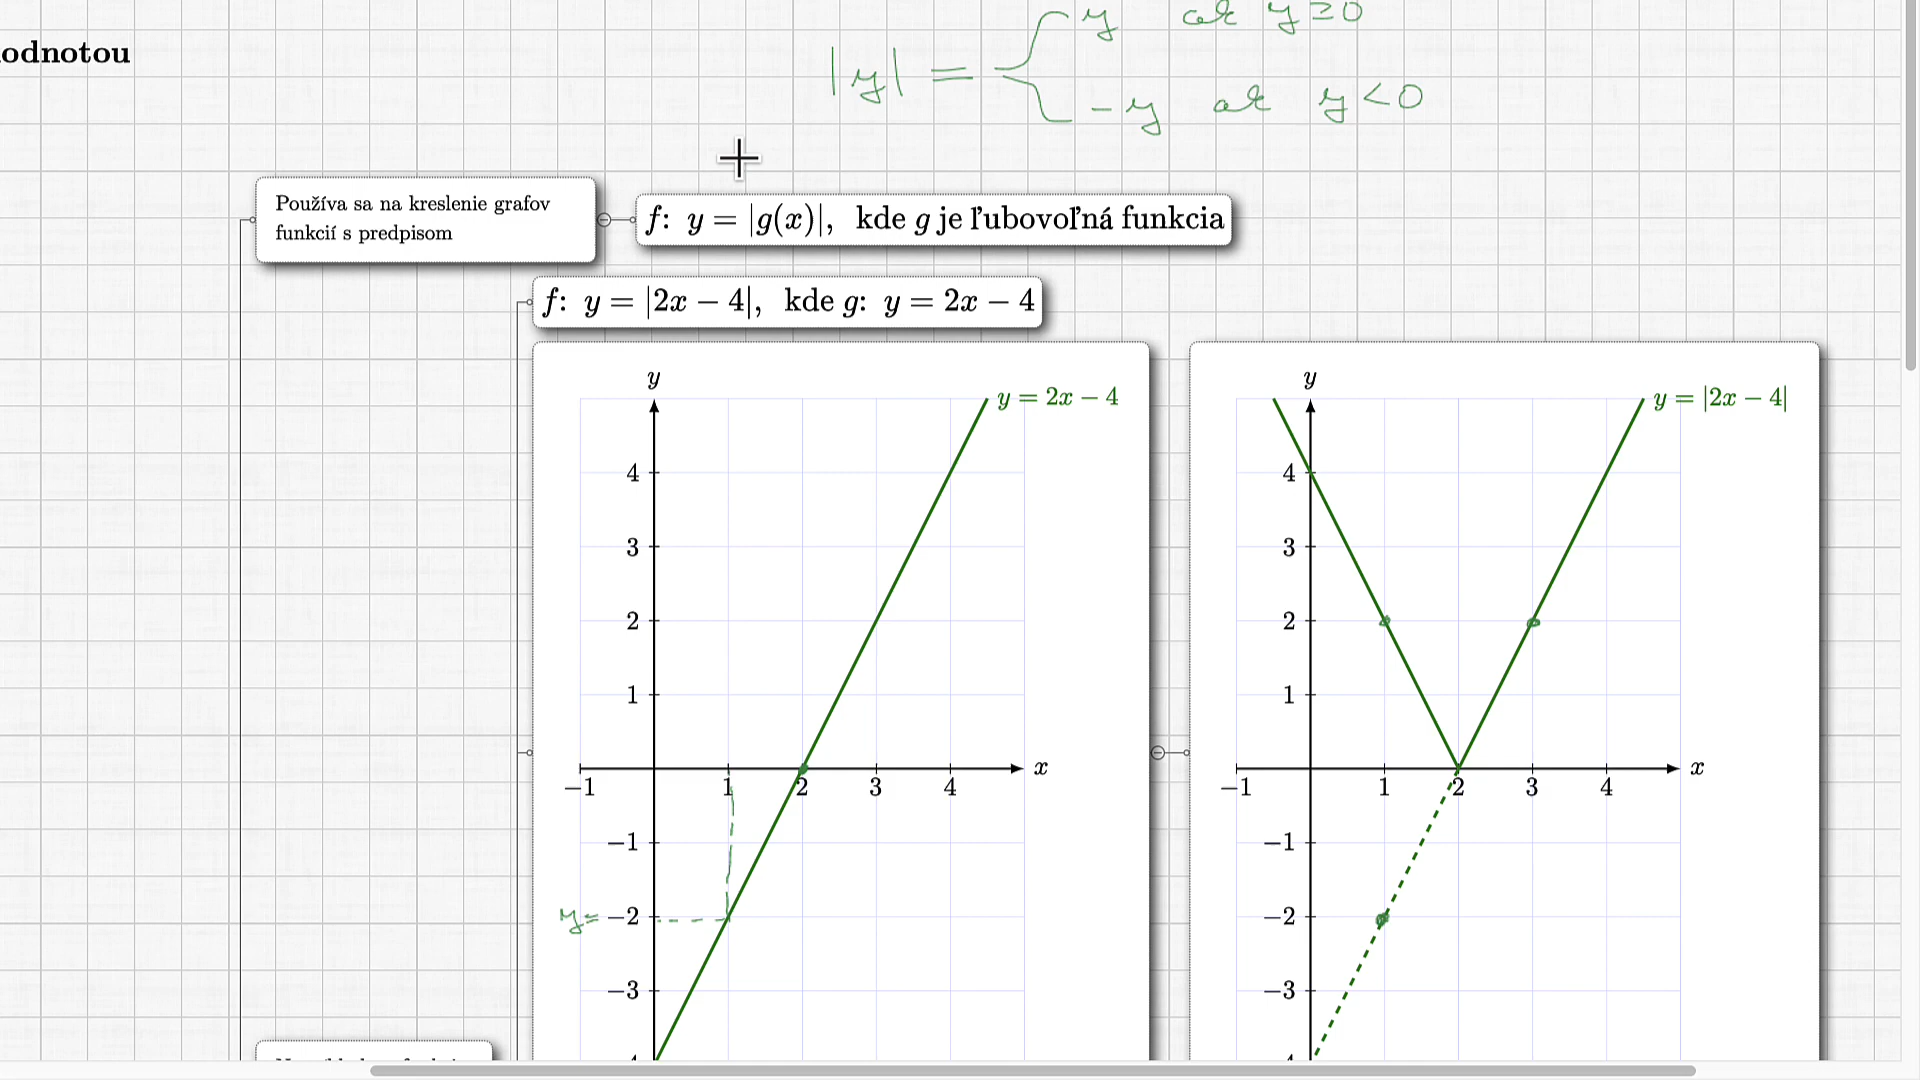 odnotou
|y| = { y ak y ≥ 0
-y ak y < 0
Používa sa na kreslenie grafov
funkcií s predpisom
f: y = |g(x)|, kde g je ľubovoľná funkcia
f: y = |2x − 4|, kde g: y = 2x − 4
y
y = 2x − 4
4
3
2
1
−1
1
2
3
4
x
−1
y = −2
−3
y
y = |2x − 4|
4
3
2
1
−1
1
2
3
4
x
−1
−2
−3